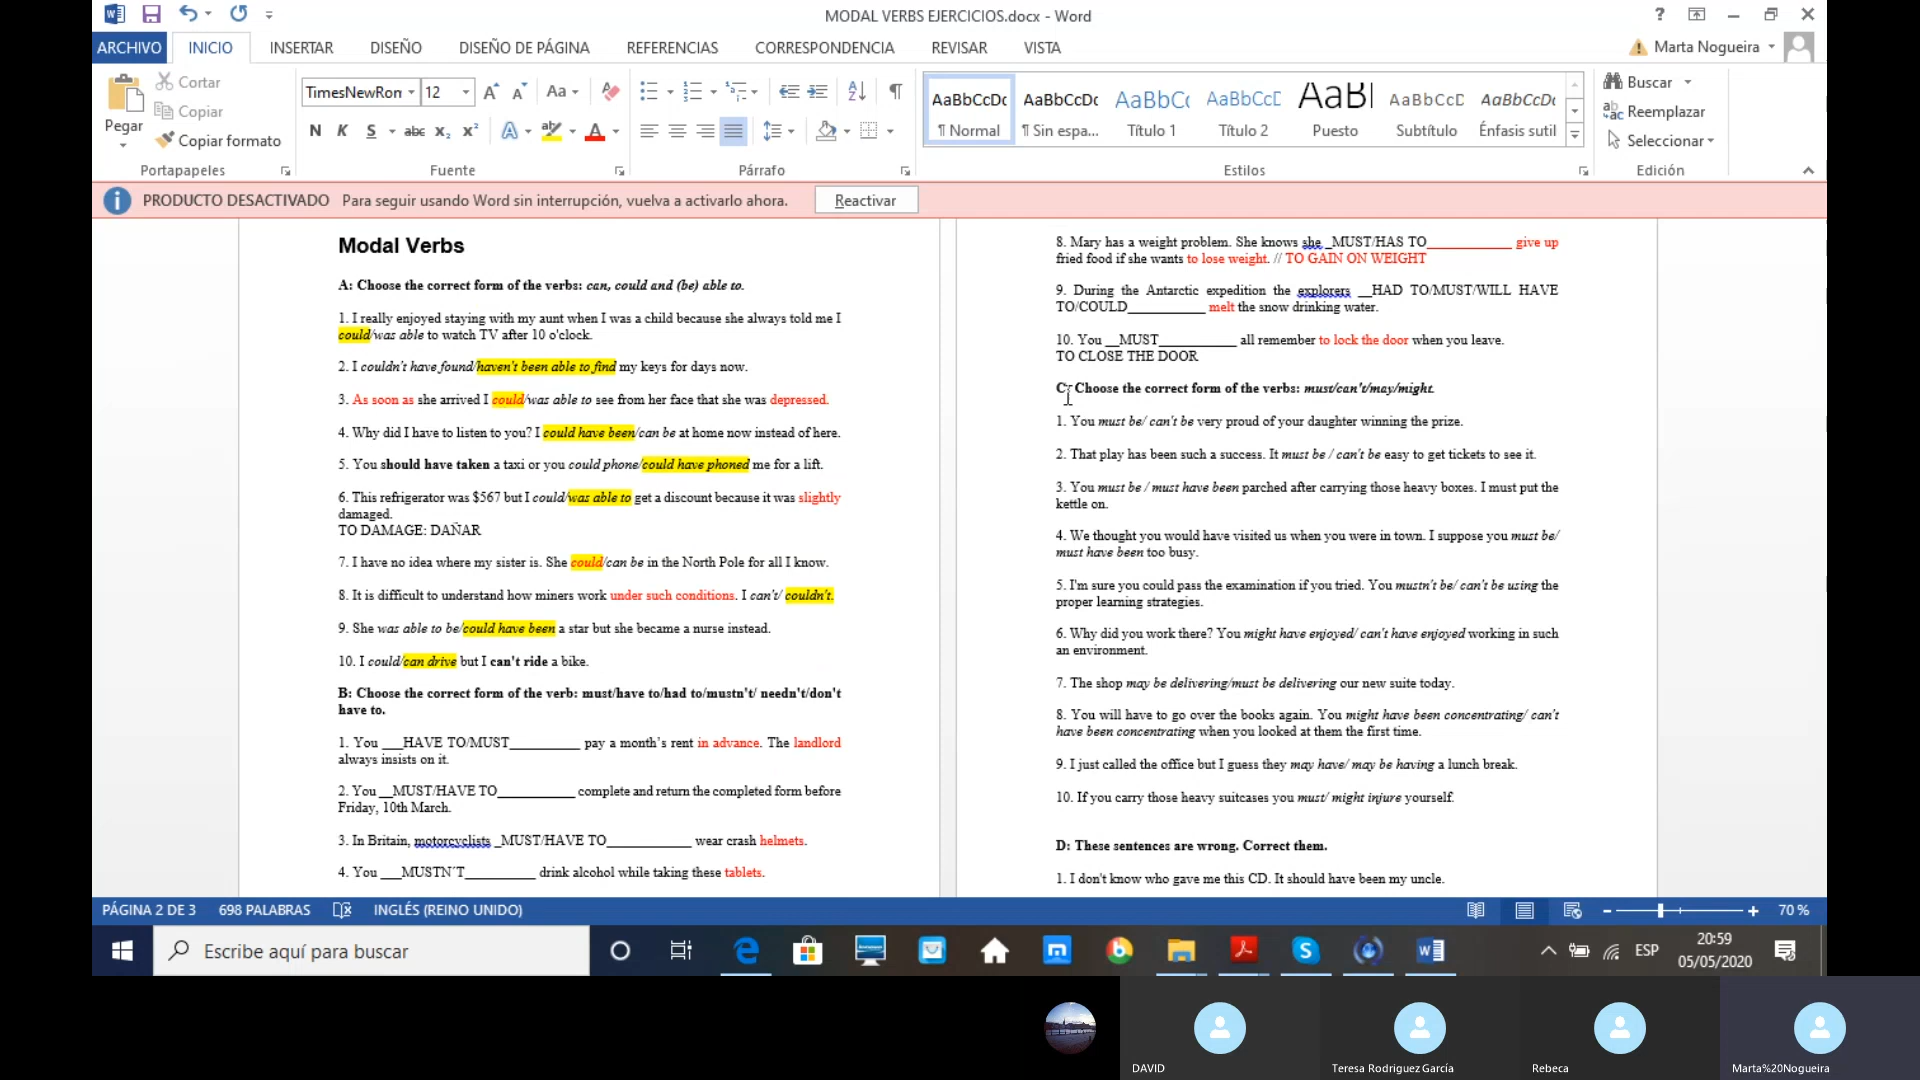 MODAL VERBS EJERCICIOS.docx - Word
?
ARCHIVO INICIO INSERTAR DISEÑO DISEÑO DE PÁGINA REFERENCIAS CORRESPONDENCIA REVISAR VISTA
Marta Nogueira
Pegar
Cortar
Copiar
Copiar formato
Portapapeles
TimesNewRon 12
Aa
N K S abc x₂ x²
A
Fuente
Párrafo
AaBbCcDc AaBbCcDc AaBbCc AaBbCcD AaBl AaBbCcD AaBbCcDc
¶ Normal ¶ Sin espa... Título 1 Título 2 Puesto Subtítulo Énfasis sutil
Estilos
Buscar
Reemplazar
Seleccionar
Edición
PRODUCTO DESACTIVADO Para seguir usando Word sin interrupción, vuelva a activarlo ahora. Reactivar
Modal Verbs
A: Choose the correct form of the verbs: can, could and (be) able to.
1. I really enjoyed staying with my aunt when I was a child because she always told me I
could/was able to watch TV after 10 o'clock.
2. I couldn't have found/haven't been able to find my keys for days now.
3. As soon as she arrived I could/was able to see from her face that she was depressed.
4. Why did I have to listen to you? I could have been/can be at home now instead of here.
5. You should have taken a taxi or you could phone/could have phoned me for a lift.
6. This refrigerator was $567 but I could/was able to get a discount because it was slightly
damaged.
TO DAMAGE: DAÑAR
7. I have no idea where my sister is. She could/can be in the North Pole for all I know.
8. It is difficult to understand how miners work under such conditions. I can't/ couldn't.
9. She was able to be/could have been a star but she became a nurse instead.
10. I could/can drive but I can't ride a bike.
B: Choose the correct form of the verb: must/have to/had to/mustn't/ needn't/don't
have to.
1. You ___HAVE TO/MUST__________ pay a month's rent in advance. The landlord
always insists on it.
2. You __MUST/HAVE TO___________ complete and return the completed form before
Friday, 10th March.
3. In Britain, motorcyclists _MUST/HAVE TO____________ wear crash helmets.
4. You ___MUSTN´T__________ drink alcohol while taking these tablets.
8. Mary has a weight problem. She knows she _MUST/HAS TO____________ give up
fried food if she wants to lose weight. // TO GAIN ON WEIGHT
9. During the Antarctic expedition the explorers __HAD TO/MUST/WILL HAVE
TO/COULD___________ melt the snow drinking water.
10. You __MUST___________ all remember to lock the door when you leave.
TO CLOSE THE DOOR
C: Choose the correct form of the verbs: must/can't/may/might.
1. You must be/ can't be very proud of your daughter winning the prize.
2. That play has been such a success. It must be / can't be easy to get tickets to see it.
3. You must be / must have been parched after carrying those heavy boxes. I must put the
kettle on.
4. We thought you would have visited us when you were in town. I suppose you must be/
must have been too busy.
5. I'm sure you could pass the examination if you tried. You mustn't be/ can't be using the
proper learning strategies.
6. Why did you work there? You might have enjoyed/ can't have enjoyed working in such
an environment.
7. The shop may be delivering/must be delivering our new suite today.
8. You will have to go over the books again. You might have been concentrating/ can't
have been concentrating when you looked at them the first time.
9. I just called the office but I guess they may have/ may be having a lunch break.
10. If you carry those heavy suitcases you must/ might injure yourself.
D: These sentences are wrong. Correct them.
1. I don't know who gave me this CD. It should have been my uncle.
PÁGINA 2 DE 3 698 PALABRAS INGLÉS (REINO UNIDO) 70 %
Escribe aquí para buscar
ESP
20:59
05/05/2020
DAVID
Teresa Rodriguez García
Rebeca
Marta%20Nogueira